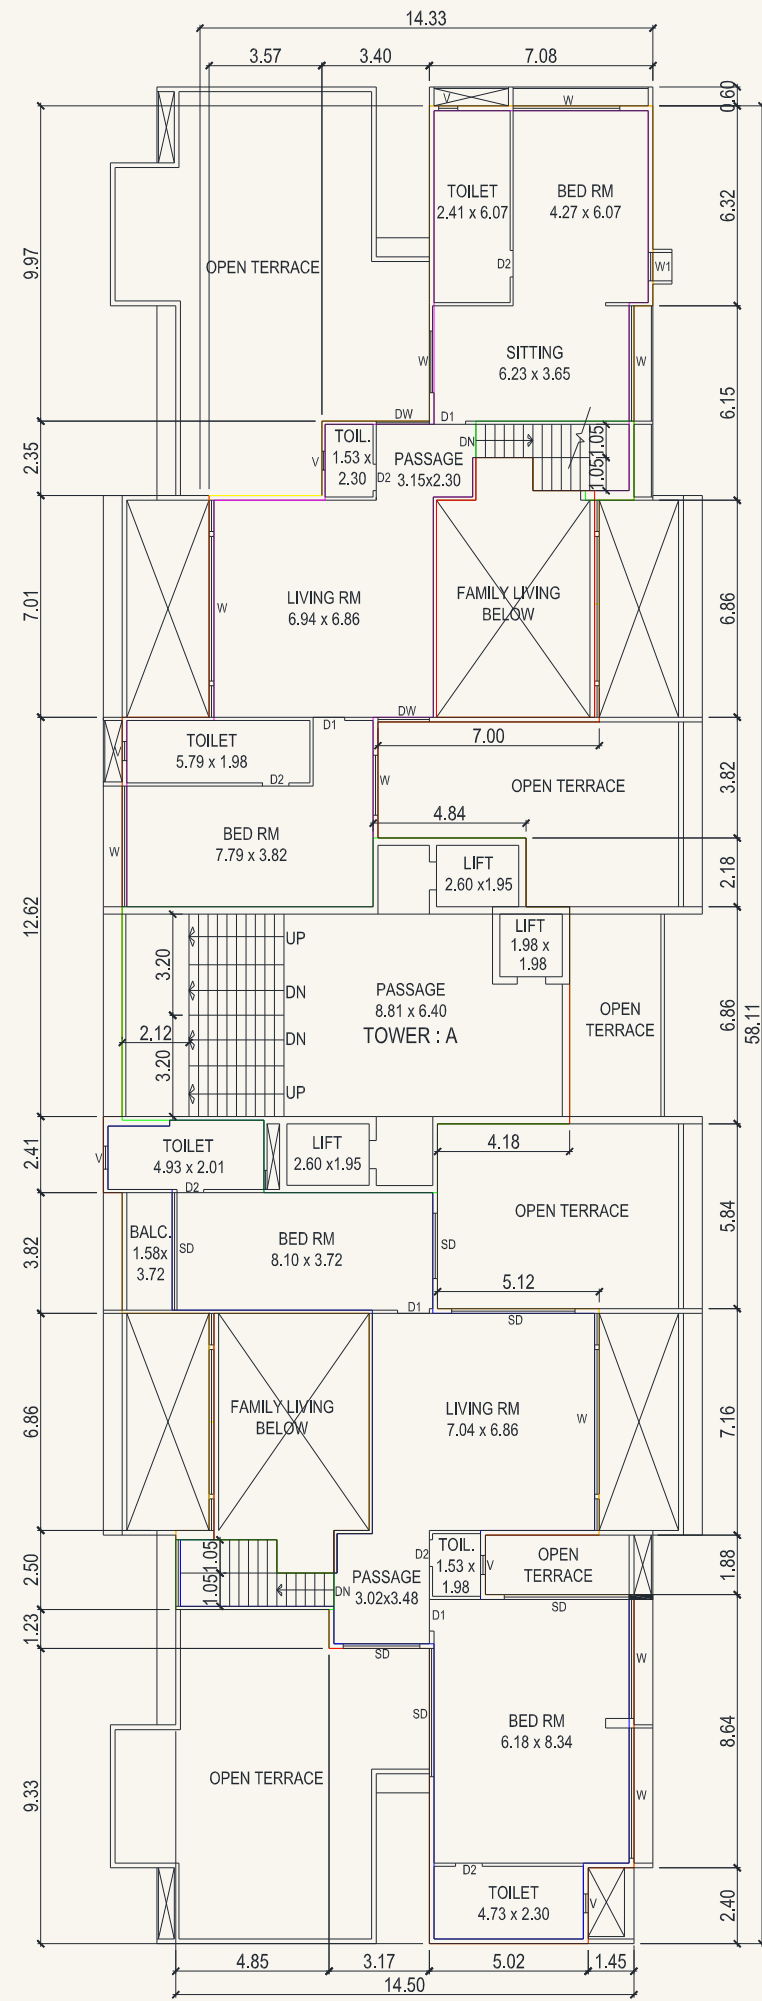 14.33
3.57
3.40
7.08
0.60
V
W
TOILET
2.41 x 6.07
BED RM
4.27 x 6.07
6.32
9.97
OPEN TERRACE
D2
W1
SITTING
6.23 x 3.65
W
W
6.15
DW
D1
TOIL.
1.53 x
2.30
V
D2
PASSAGE
3.15x2.30
DN
1.05
1.05
2.35
7.01
LIVING RM
6.94 x 6.86
W
FAMILY LIVING
BELOW
6.86
D1
DW
TOILET
5.79 x 1.98
V
D2
7.00
W
OPEN TERRACE
3.82
4.84
BED RM
7.79 x 3.82
W
LIFT
2.60 x1.95
2.18
12.62
LIFT
1.98 x
1.98
UP
3.20
DN
PASSAGE
8.81 x 6.40
TOWER : A
OPEN
TERRACE
6.86
58.11
2.12
DN
3.20
UP
TOILET
4.93 x 2.01
V
D2
LIFT
2.60 x1.95
4.18
2.41
BALC.
1.58x
3.72
SD
BED RM
8.10 x 3.72
SD
OPEN TERRACE
5.84
3.82
5.12
D1
SD
FAMILY LIVING
BELOW
LIVING RM
7.04 x 6.86
W
6.86
7.16
D2
TOIL.
1.53 x
1.98
V
OPEN
TERRACE
1.88
2.50
1.05
1.05
DN
PASSAGE
3.02x3.48
D1
SD
1.23
SD
SD
W
BED RM
6.18 x 8.34
8.64
OPEN TERRACE
W
9.33
D2
TOILET
4.73 x 2.30
V
2.40
4.85
3.17
5.02
1.45
14.50